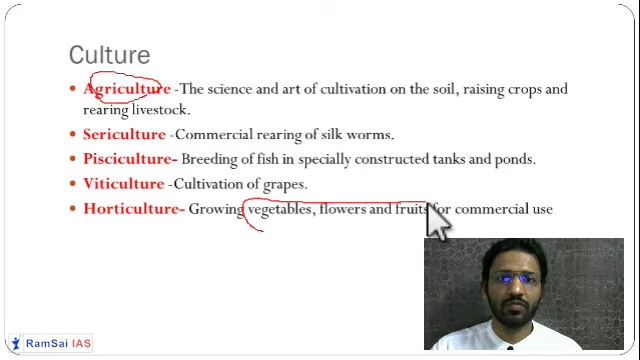 Culture
• Agriculture -The science and art of cultivation on the soil, raising crops and
rearing livestock.
• Sericulture -Commercial rearing of silk worms.
• Pisciculture- Breeding of fish in specially constructed tanks and ponds.
• Viticulture -Cultivation of grapes.
• Horticulture- Growing vegetables, flowers and fruits for commercial use
RamSai IAS